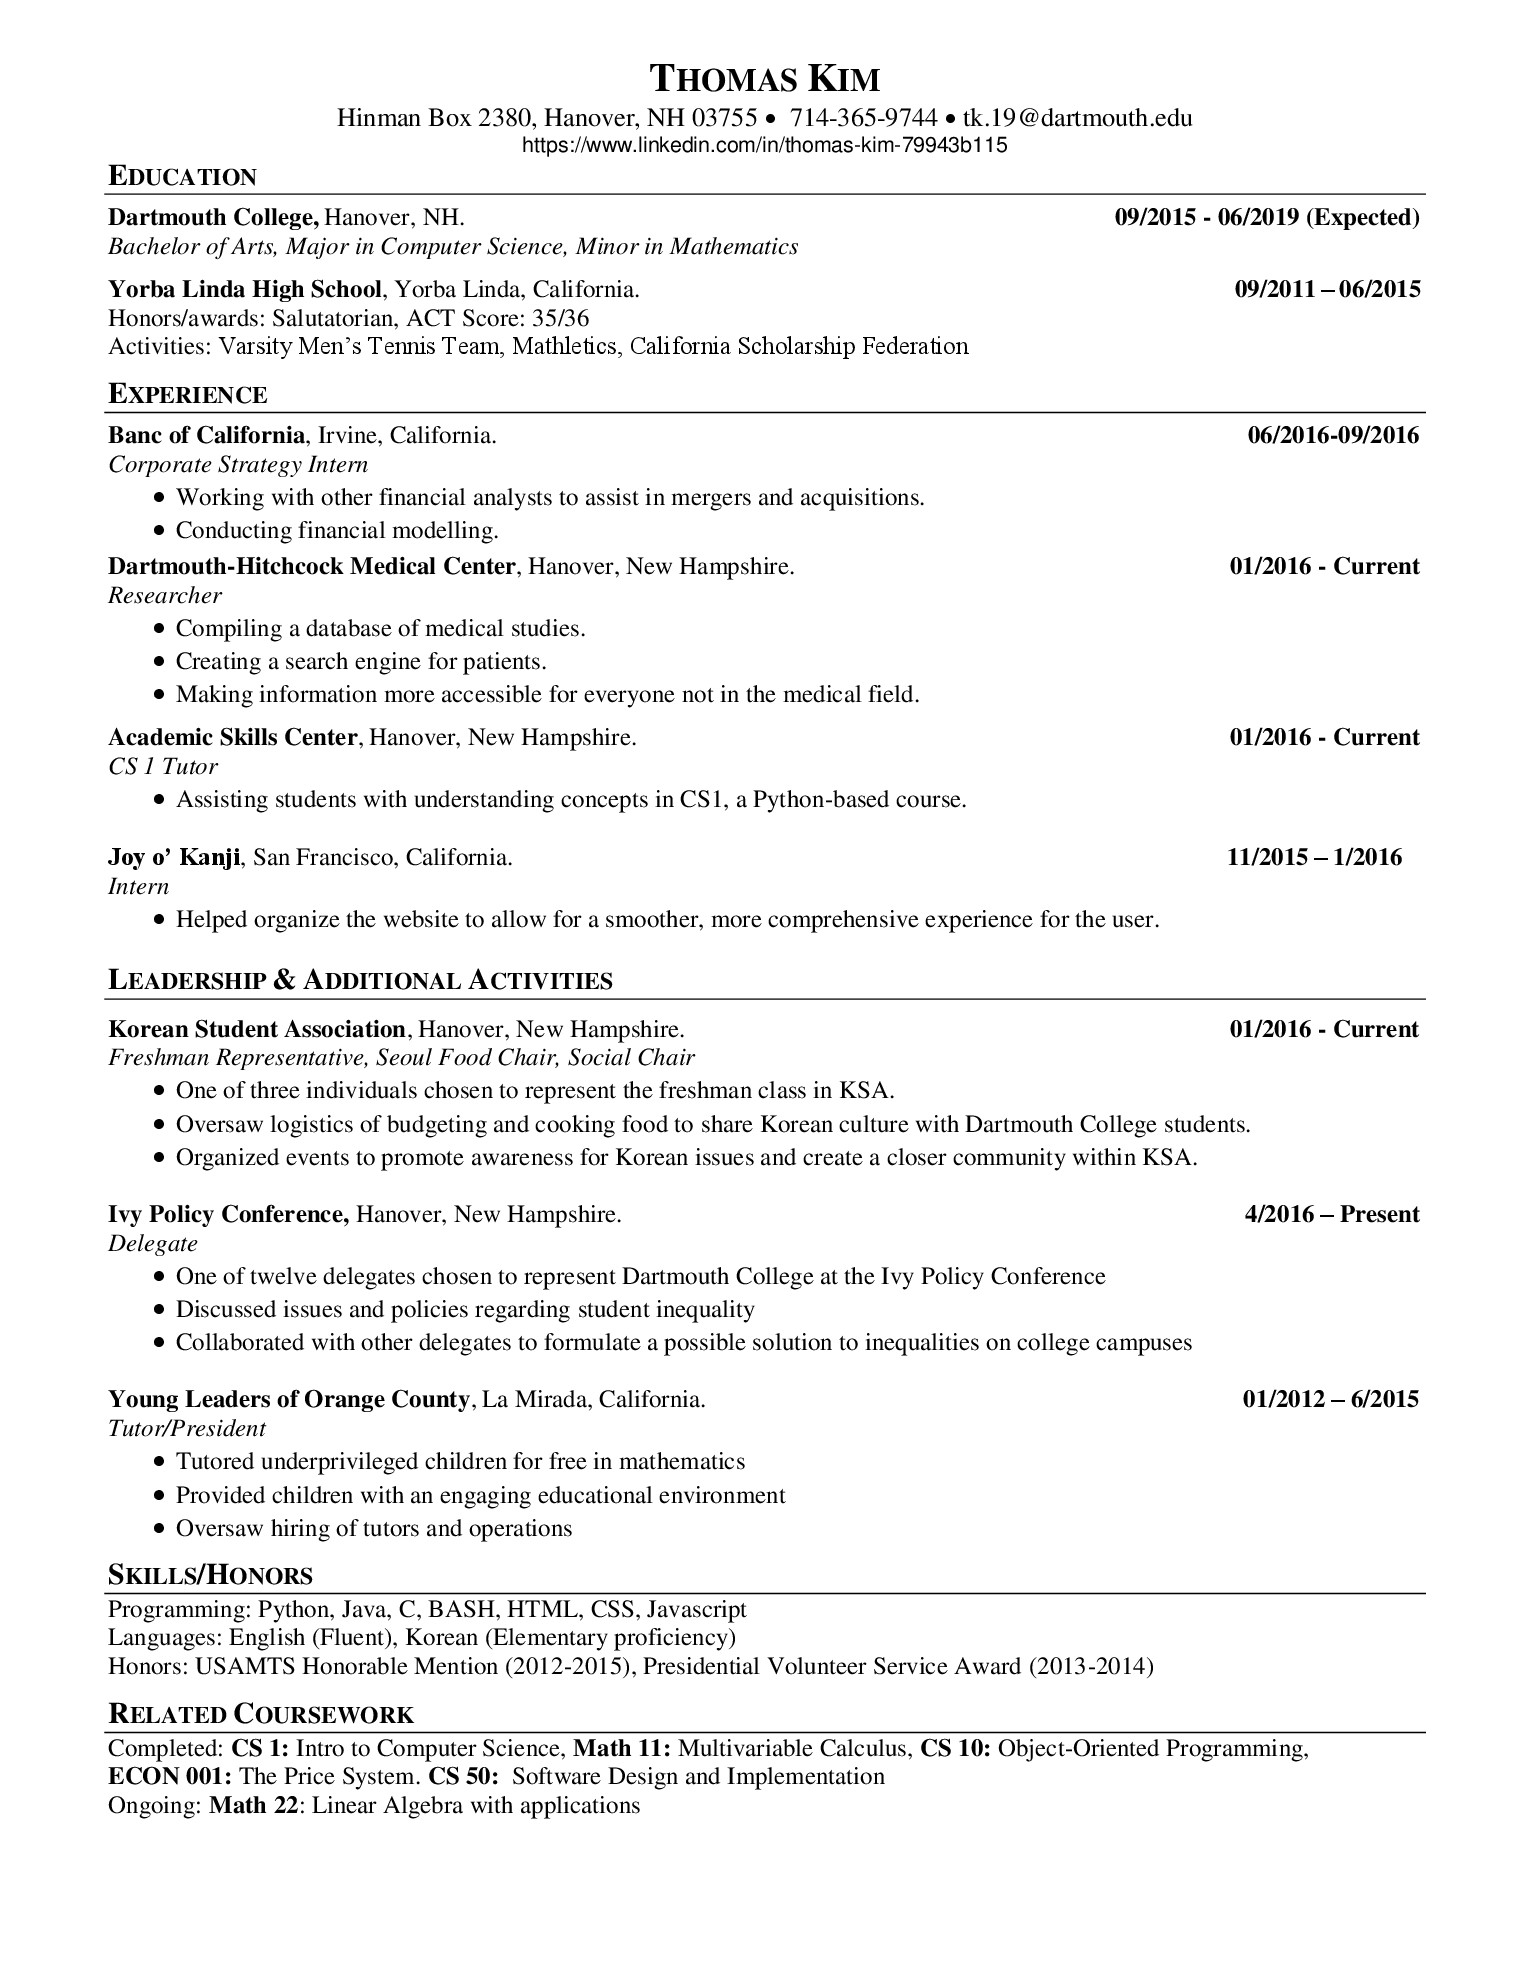 THOMAS KIM
Hinman Box 2380, Hanover, NH 03755 • 714-365-9744 • tk.19@dartmouth.edu
https://www.linkedin.com/in/thomas-kim-79943b115
EDUCATION
Dartmouth College, Hanover, NH. 09/2015 - 06/2019 (Expected)
Bachelor of Arts, Major in Computer Science, Minor in Mathematics
Yorba Linda High School, Yorba Linda, California. 09/2011 – 06/2015
Honors/awards: Salutatorian, ACT Score: 35/36
Activities: Varsity Men’s Tennis Team, Mathletics, California Scholarship Federation
EXPERIENCE
Banc of California, Irvine, California. 06/2016-09/2016
Corporate Strategy Intern
• Working with other financial analysts to assist in mergers and acquisitions.
• Conducting financial modelling.
Dartmouth-Hitchcock Medical Center, Hanover, New Hampshire. 01/2016 - Current
Researcher
• Compiling a database of medical studies.
• Creating a search engine for patients.
• Making information more accessible for everyone not in the medical field.
Academic Skills Center, Hanover, New Hampshire. 01/2016 - Current
CS 1 Tutor
• Assisting students with understanding concepts in CS1, a Python-based course.
Joy o’ Kanji, San Francisco, California. 11/2015 – 1/2016
Intern
• Helped organize the website to allow for a smoother, more comprehensive experience for the user.
LEADERSHIP & ADDITIONAL ACTIVITIES
Korean Student Association, Hanover, New Hampshire. 01/2016 - Current
Freshman Representative, Seoul Food Chair, Social Chair
• One of three individuals chosen to represent the freshman class in KSA.
• Oversaw logistics of budgeting and cooking food to share Korean culture with Dartmouth College students.
• Organized events to promote awareness for Korean issues and create a closer community within KSA.
Ivy Policy Conference, Hanover, New Hampshire. 4/2016 – Present
Delegate
• One of twelve delegates chosen to represent Dartmouth College at the Ivy Policy Conference
• Discussed issues and policies regarding student inequality
• Collaborated with other delegates to formulate a possible solution to inequalities on college campuses
Young Leaders of Orange County, La Mirada, California. 01/2012 – 6/2015
Tutor/President
• Tutored underprivileged children for free in mathematics
• Provided children with an engaging educational environment
• Oversaw hiring of tutors and operations
SKILLS/HONORS
Programming: Python, Java, C, BASH, HTML, CSS, Javascript
Languages: English (Fluent), Korean (Elementary proficiency)
Honors: USAMTS Honorable Mention (2012-2015), Presidential Volunteer Service Award (2013-2014)
RELATED COURSEWORK
Completed: CS 1: Intro to Computer Science, Math 11: Multivariable Calculus, CS 10: Object-Oriented Programming,
ECON 001: The Price System. CS 50: Software Design and Implementation
Ongoing: Math 22: Linear Algebra with applications